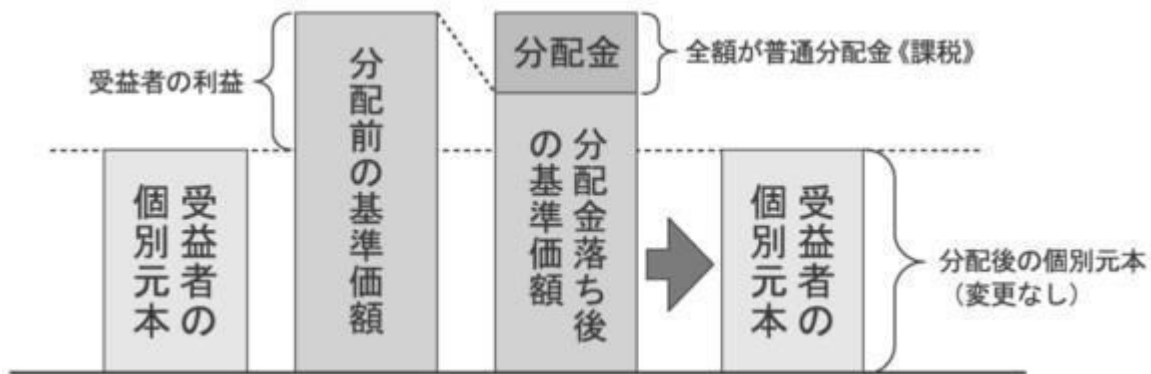 受益者の利益
受益者の
個別元本
分配前の基準価額
分配金
全額が普通分配金《課税》
分配金落ち後
の基準価額
受益者の
個別元本
分配後の個別元本
（変更なし）